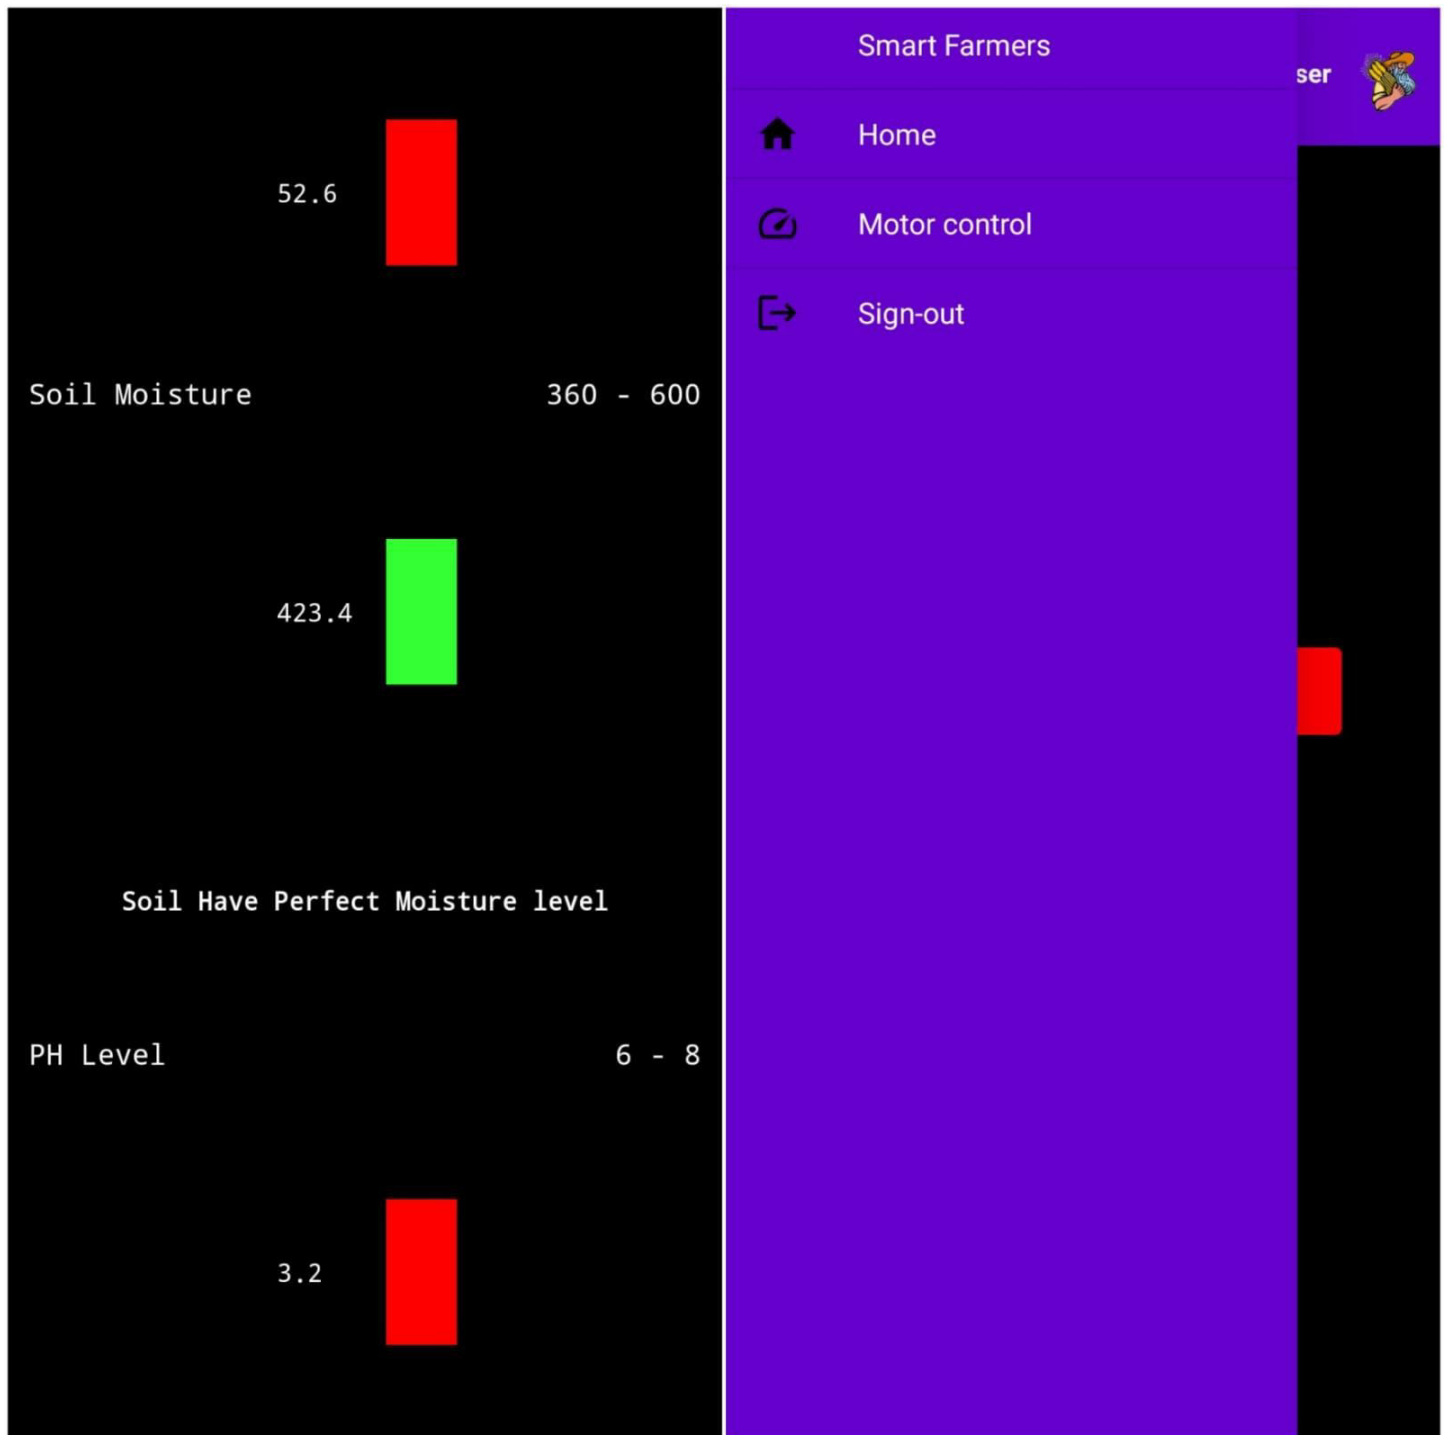 52.6
Soil Moisture 360 - 600
423.4
Soil Have Perfect Moisture level
PH Level 6 - 8
3.2
Smart Farmers
ser
Home
Motor control
Sign-out